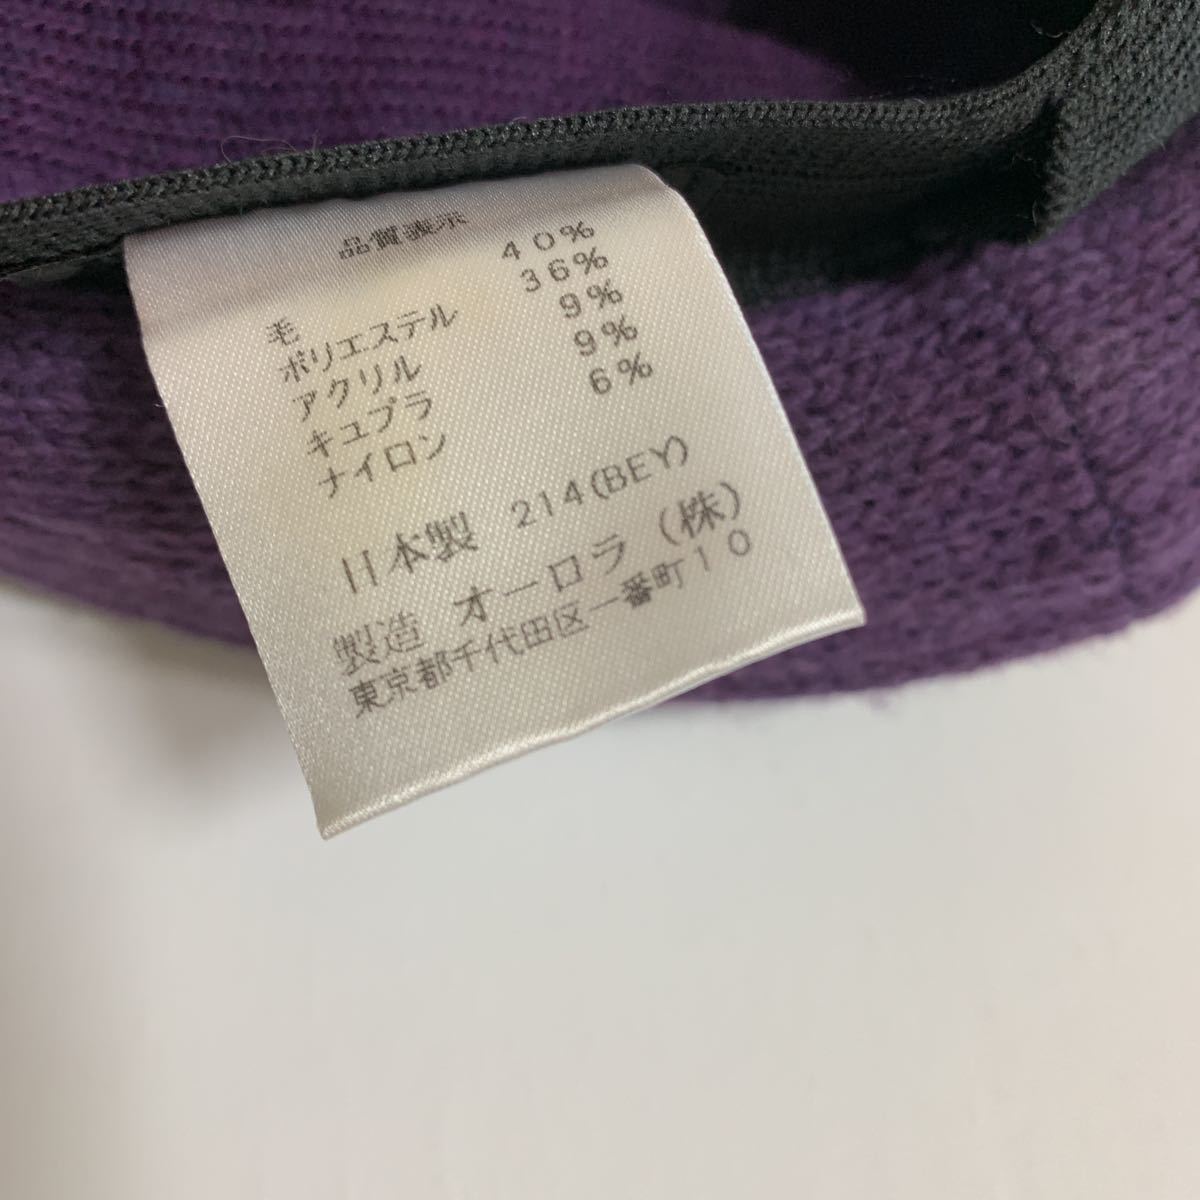 品質表示
毛 40%
ポリエステル 36%
アクリル 9%
キュプラ 9%
ナイロン 6%
日本製 214(BEY)
製造 オーロラ(株)
東京都千代田区一番町10